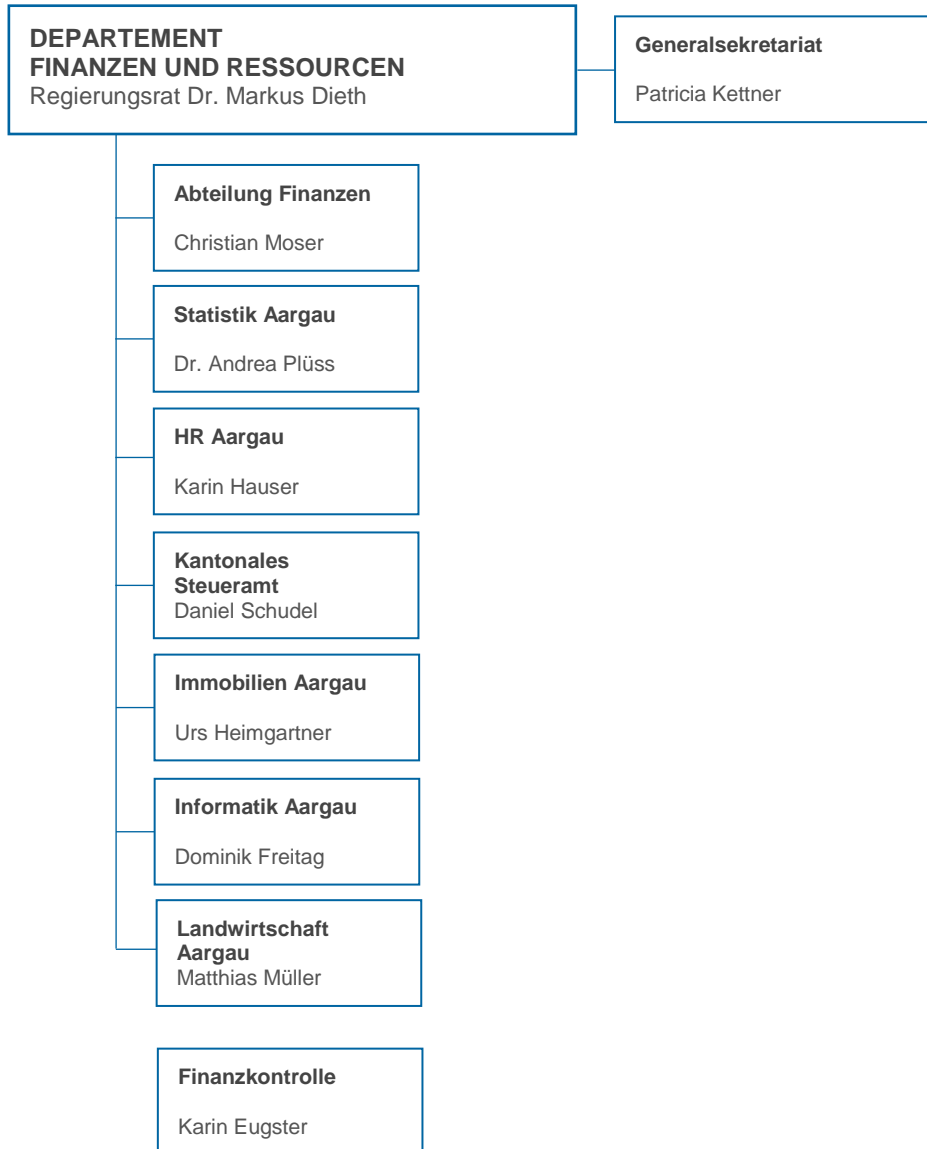 DEPARTEMENT
FINANZEN UND RESSOURCEN
Regierungsrat Dr. Markus Dieth
Generalsekretariat
Patricia Kettner
Abteilung Finanzen
Christian Moser
Statistik Aargau
Dr. Andrea Plüss
HR Aargau
Karin Hauser
Kantonales
Steueramt
Daniel Schudel
Immobilien Aargau
Urs Heimgartner
Informatik Aargau
Dominik Freitag
Landwirtschaft
Aargau
Matthias Müller
Finanzkontrolle
Karin Eugster